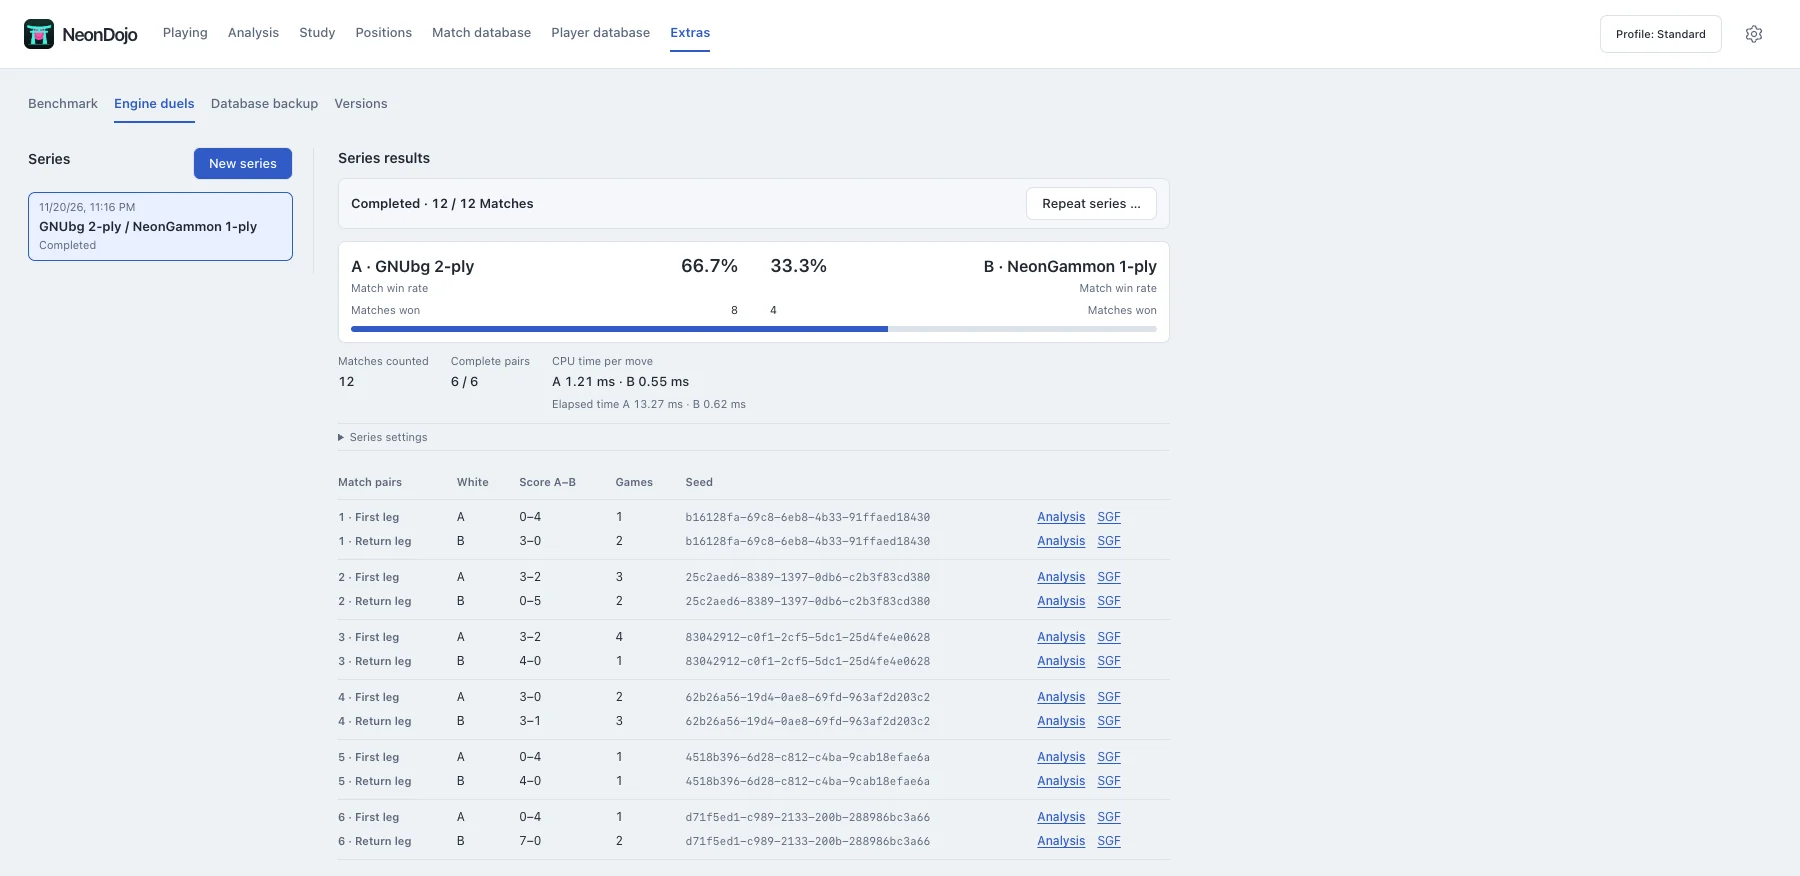 NeonDojo Playing Analysis Study Positions Match database Player database Extras Profile: Standard
Benchmark Engine duels Database backup Versions
Series New series
11/20/26, 11:16 PM
GNUbg 2-ply / NeonGammon 1-ply
Completed
Series results
Completed · 12 / 12 Matches Repeat series ...
A · GNUbg 2-ply 66.7% 33.3% B · NeonGammon 1-ply
Match win rate Match win rate
Matches won 8 4 Matches won
Matches counted Complete pairs CPU time per move
12 6 / 6 A 1.21 ms · B 0.55 ms
Elapsed time A 13.27 ms · B 0.62 ms
Series settings
Match pairs White Score A–B Games Seed
1 · First leg A 0–4 1 b16128fa-69c8-6eb8-4b33-91ffaed18430 Analysis SGF
1 · Return leg B 3–0 2 b16128fa-69c8-6eb8-4b33-91ffaed18430 Analysis SGF
2 · First leg A 3–2 3 25c2aed6-8389-1397-0db6-c2b3f83cd380 Analysis SGF
2 · Return leg B 0–5 2 25c2aed6-8389-1397-0db6-c2b3f83cd380 Analysis SGF
3 · First leg A 3–2 4 83042912-c0f1-2cf5-5dc1-25d4fe4e0628 Analysis SGF
3 · Return leg B 4–0 1 83042912-c0f1-2cf5-5dc1-25d4fe4e0628 Analysis SGF
4 · First leg A 3–0 2 62b26a56-19d4-0ae8-69fd-963af2d203c2 Analysis SGF
4 · Return leg B 3–1 3 62b26a56-19d4-0ae8-69fd-963af2d203c2 Analysis SGF
5 · First leg A 0–4 1 4518b396-6d28-c812-c4ba-9cab18efae6a Analysis SGF
5 · Return leg B 4–0 1 4518b396-6d28-c812-c4ba-9cab18efae6a Analysis SGF
6 · First leg A 0–4 1 d71f5ed1-c989-2133-200b-288986bc3a66 Analysis SGF
6 · Return leg B 7–0 2 d71f5ed1-c989-2133-200b-288986bc3a66 Analysis SGF